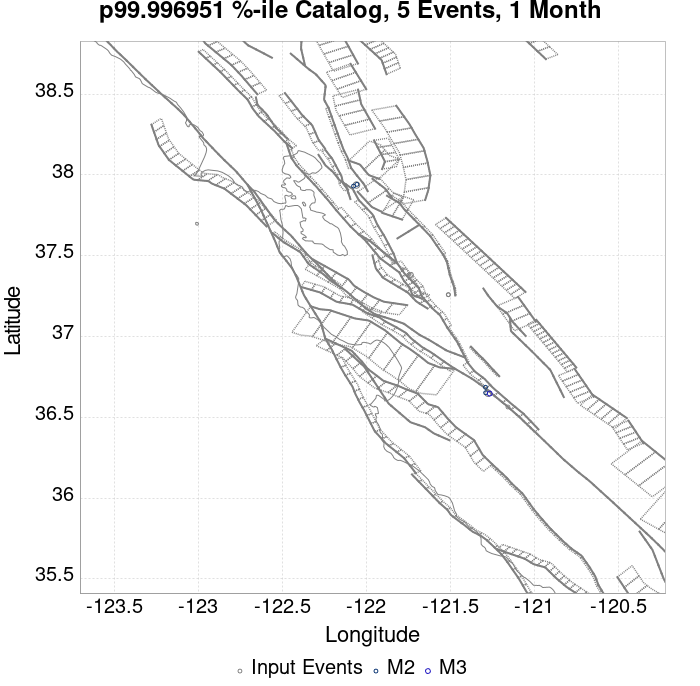 p99.996951 %-ile Catalog, 5 Events, 1 Month
38.5
38
37.5
37
36.5
36
35.5
Latitude
-123.5 -123 -122.5 -122 -121.5 -121 -120.5
Longitude
Input Events M2 M3